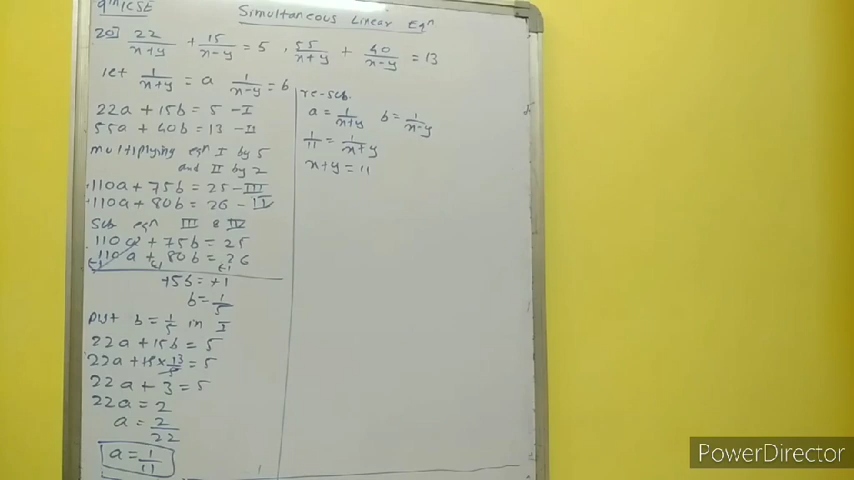 9th ICSE
Simultaneous Linear Eqn
20] 22/x+y + 15/x-y = 5 , 55/x+y + 40/x-y = 13
let 1/x+y = a 1/x-y = b
22a + 15b = 5 - I
55a + 40b = 13 - II
multiplying eqn I by 5
and II by 2
110a + 75b = 25 - III
110a + 80b = 26 - IV
Sub eqn III & IV
110a + 75b = 25
110a + 80b = 26
(-) (-) (-)
+5b = +1
b = 1/5
put b = 1/5 in I
22a + 15b = 5
22a + 15 × 1/5 = 5
22a + 3 = 5
22a = 2
a = 2/22
a = 1/11
re-sub.
a = 1/x+y b = 1/x-y
1/11 = 1/x+y
x+y = 11
PowerDirector